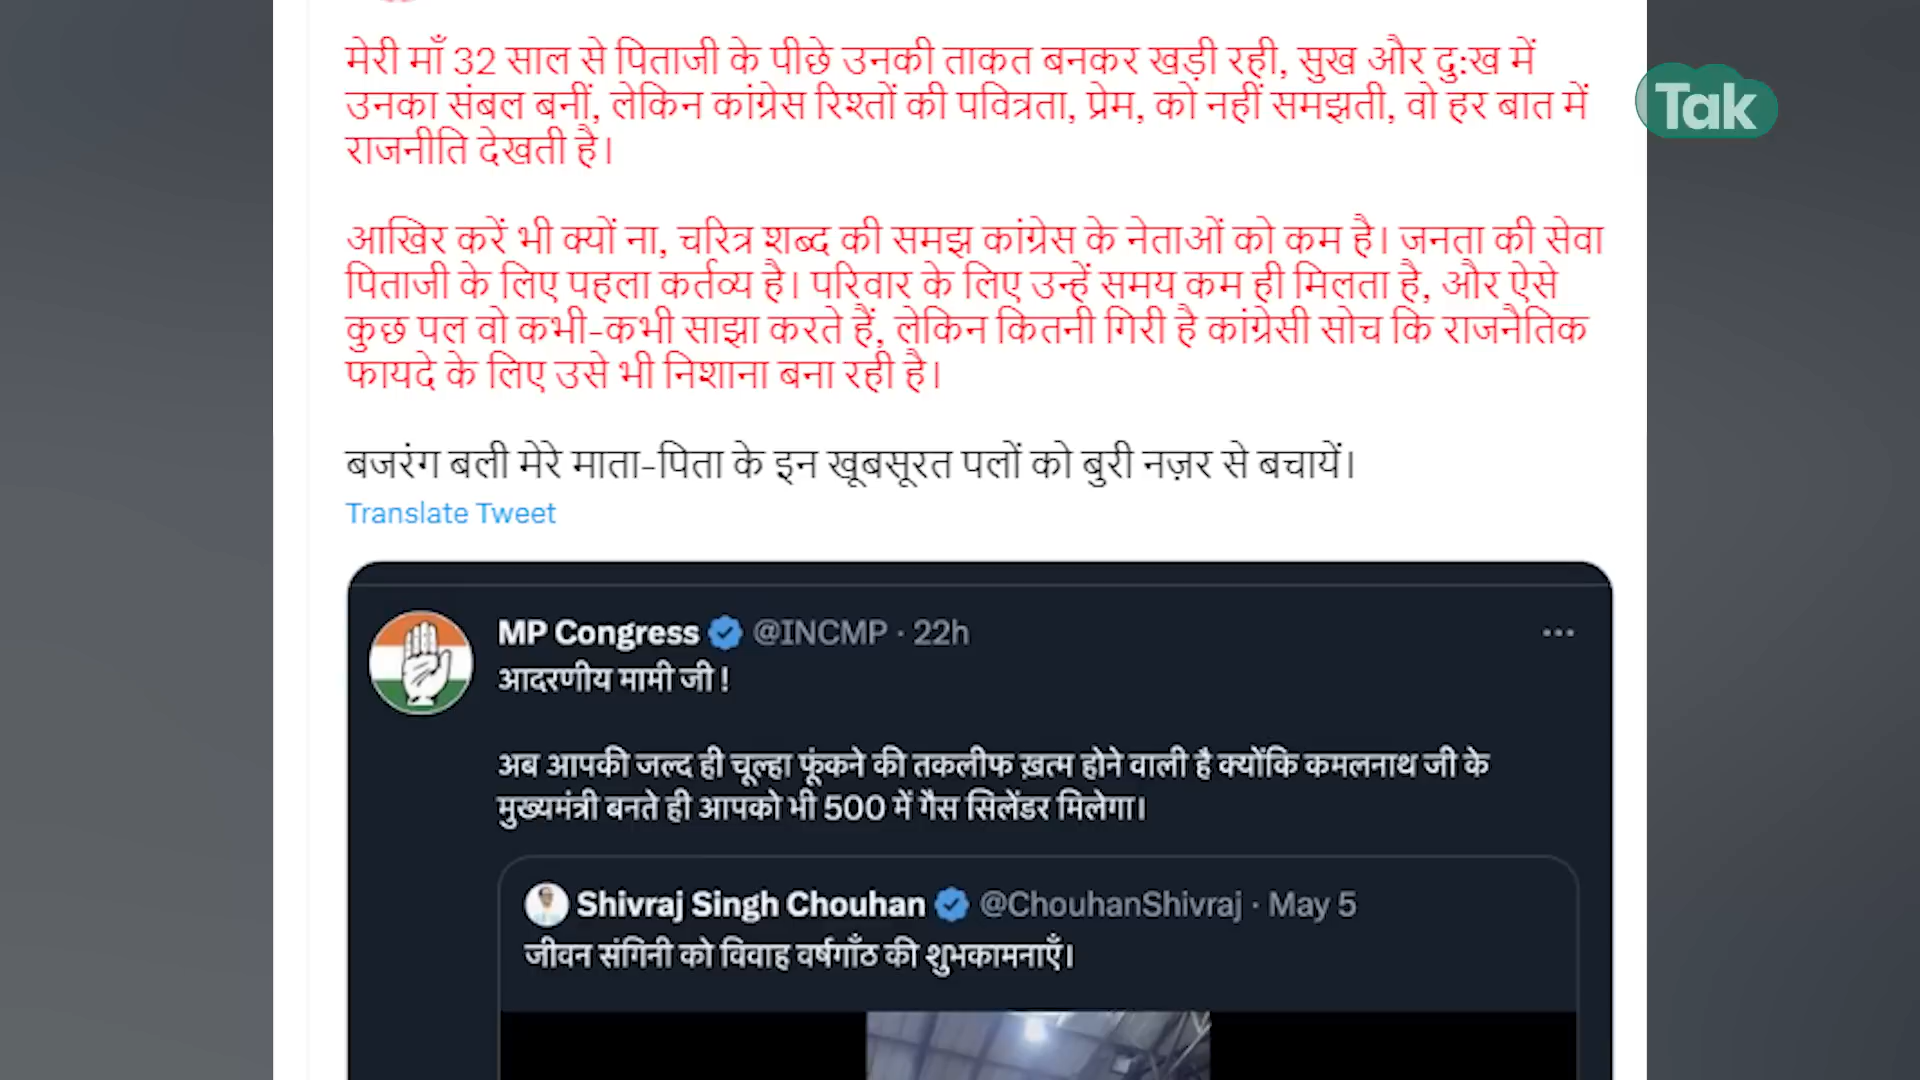 मेरी माँ 32 साल से पिताजी के पीछे उनकी ताकत बनकर खड़ी रही, सुख और दु:ख में
उनका संबल बनीं, लेकिन कांग्रेस रिश्तों की पवित्रता, प्रेम, को नहीं समझती, वो हर बात में
राजनीति देखती है।
आखिर करें भी क्यों ना, चरित्र शब्द की समझ कांग्रेस के नेताओं को कम है। जनता की सेवा
पिताजी के लिए पहला कर्तव्य है। परिवार के लिए उन्हें समय कम ही मिलता है, और ऐसे
कुछ पल वो कभी-कभी साझा करते हैं, लेकिन कितनी गिरी है कांग्रेसी सोच कि राजनैतिक
फायदे के लिए उसे भी निशाना बना रही है।
बजरंग बली मेरे माता-पिता के इन खूबसूरत पलों को बुरी नज़र से बचायें।
Translate Tweet
MP Congress @INCMP · 22h
आदरणीय मामी जी !
अब आपकी जल्द ही चूल्हा फूंकने की तकलीफ ख़त्म होने वाली है क्योंकि कमलनाथ जी के
मुख्यमंत्री बनते ही आपको भी 500 में गैस सिलेंडर मिलेगा।
Shivraj Singh Chouhan @ChouhanShivraj · May 5
जीवन संगिनी को विवाह वर्षगाँठ की शुभकामनाएँ।
Tak